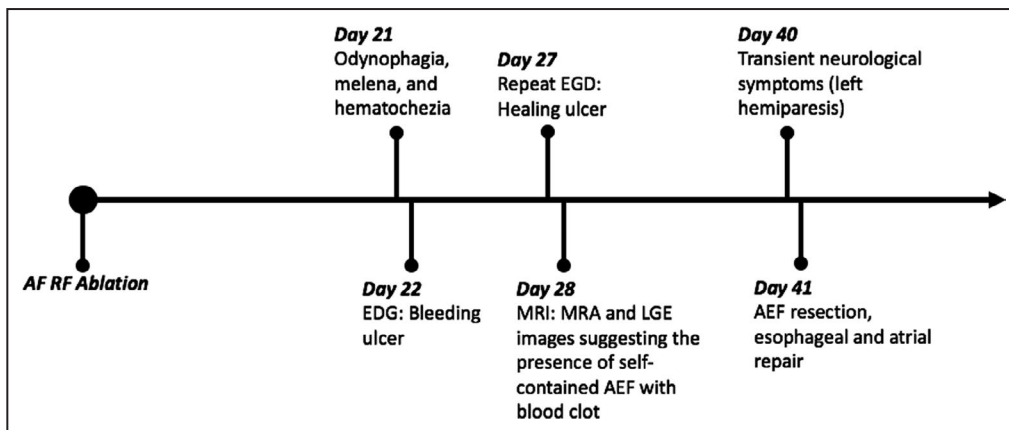 Day 21
Odynophagia,
melena, and
hematochezia
Day 27
Repeat EGD:
Healing ulcer
Day 40
Transient neurological
symptoms (left
hemiparesis)
AF RF Ablation
Day 22
EDG: Bleeding
ulcer
Day 28
MRI: MRA and LGE
images suggesting the
presence of self-
contained AEF with
blood clot
Day 41
AEF resection,
esophageal and atrial
repair